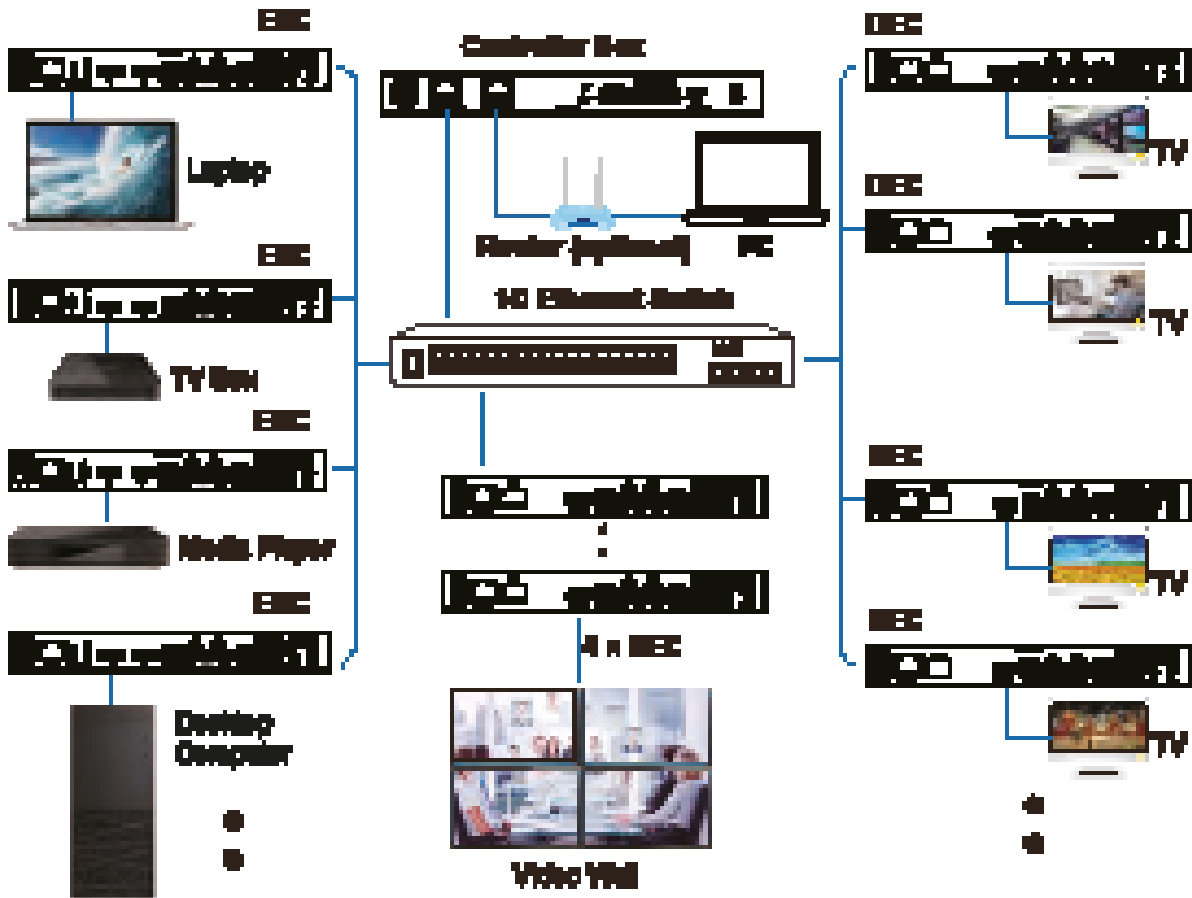 ENC
Controller Box
DEC
Laptop
TV
DEC
ENC
Router (optional)
PC
1G Ethernet Switch
TV
TV Box
ENC
DEC
Media Player
TV
ENC
DEC
4 x DEC
Desktop
Computer
TV
Video Wall